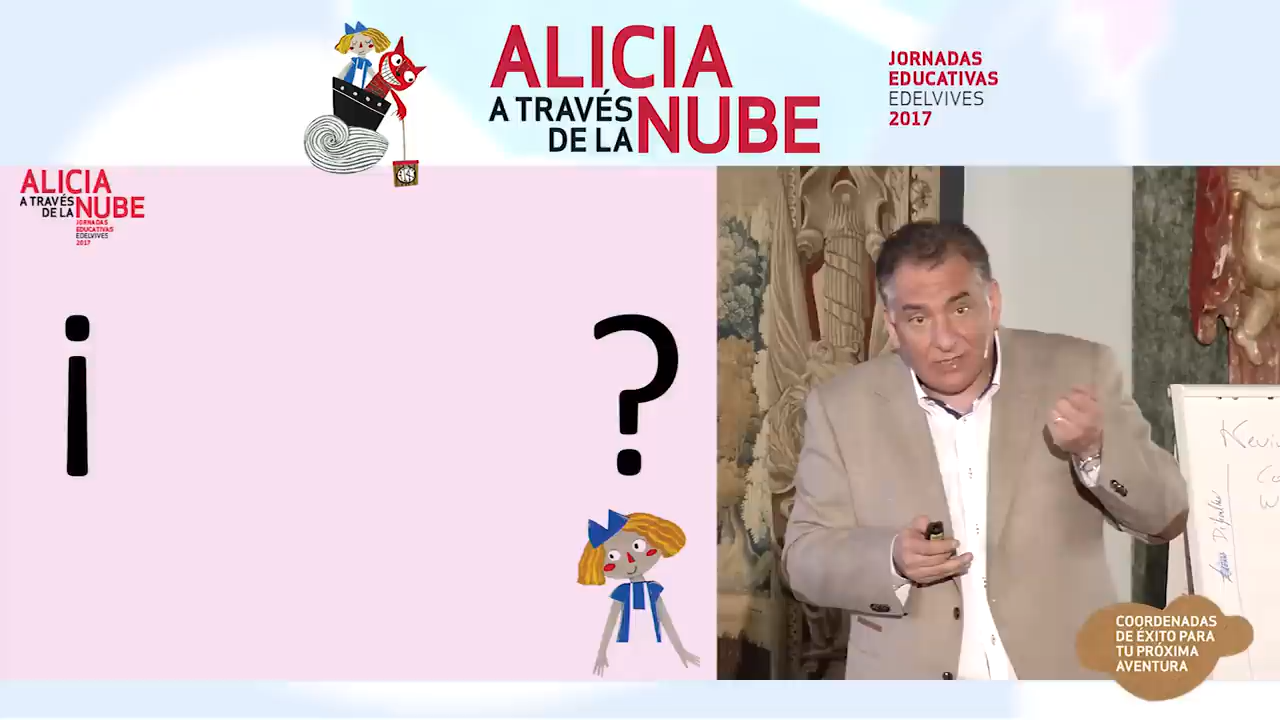 ALICIA
A TRAVÉS
DE LA NUBE
JORNADAS
EDUCATIVAS
EDELVIVES
2017
ALICIA
A TRAVÉS
DE LA NUBE
JORNADAS
EDUCATIVAS
EDELVIVES
2017
¡ ?
COORDENADAS
DE ÉXITO PARA
TU PRÓXIMA
AVENTURA